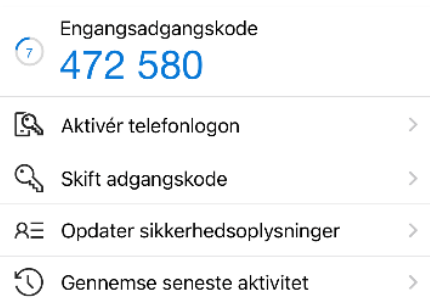 Engangsadgangskode
7
472 580
Aktivér telefonlogon
Skift adgangskode
Opdater sikkerhedsoplysninger
Gennemse seneste aktivitet